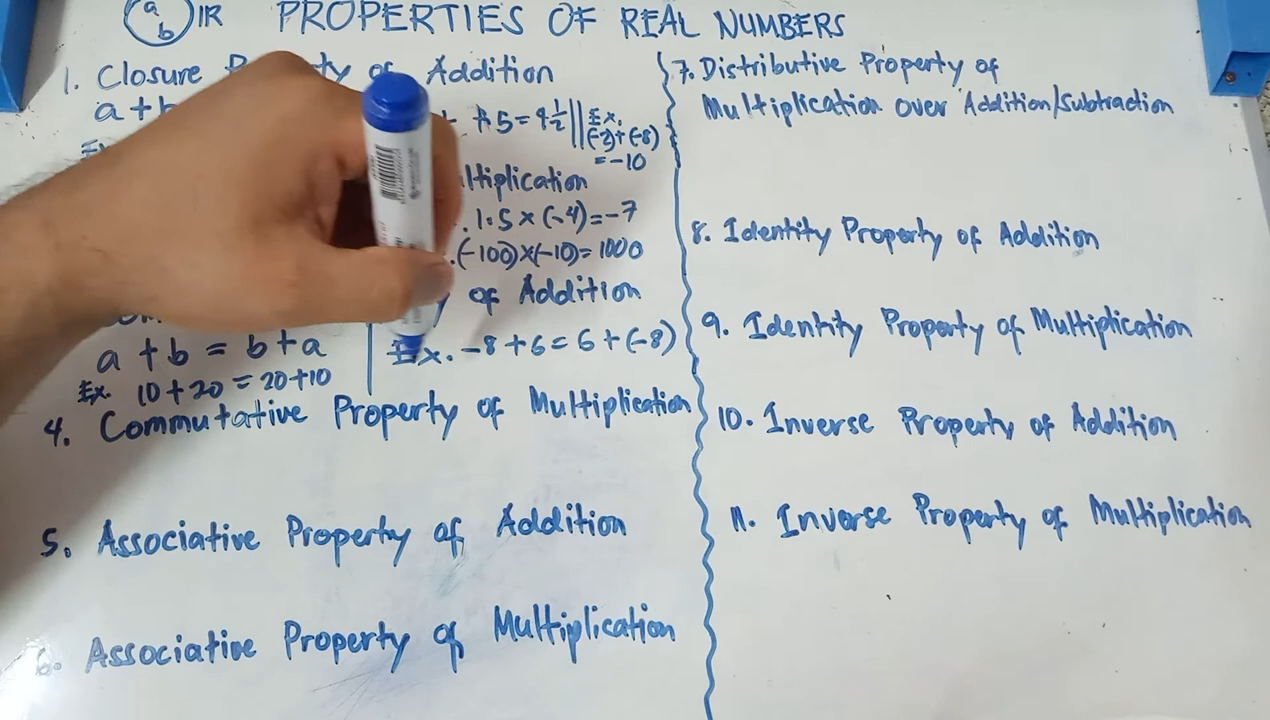 a b IR PROPERTIES OF REAL NUMBERS
1. Closure of Addition
a + b
5 = 9 1/2 || Ex.
(-2)+(-8)
= -10
ltiplication
. 1.5 × (-4) = -7
. (-100)×(-10) = 1000
of Addition
a + b = b + a
Ex. -8 + 6 = 6 + (-8)
Ex. 10 + 20 = 20 + 10
4. Commutative Property of Multiplication
5. Associative Property of Addition
6. Associative Property of Multiplication
7. Distributive Property of
Multiplication over Addition/Subtraction
8. Identity Property of Addition
9. Identity Property of Multiplication
10. Inverse Property of Addition
11. Inverse Property of Multiplication